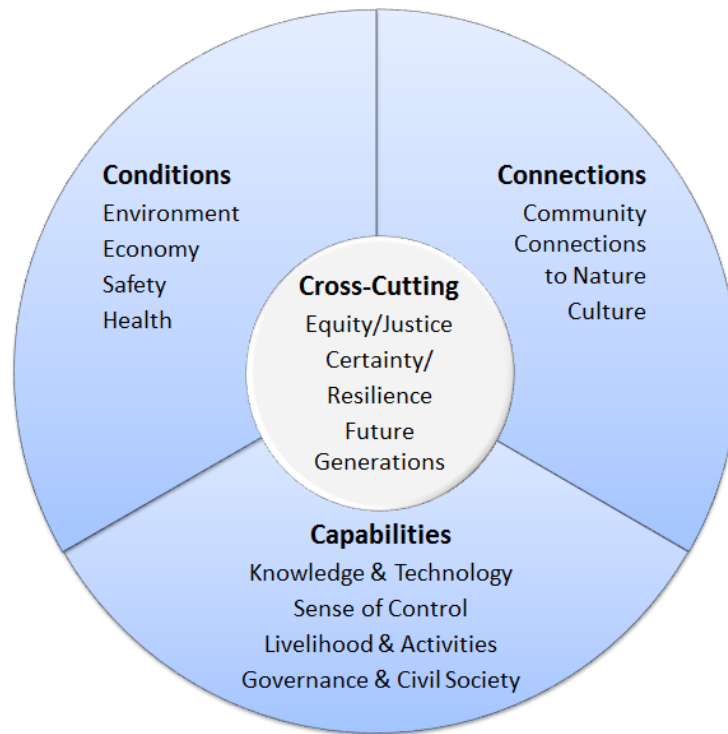 Conditions
Environment
Economy
Safety
Health
Connections
Community
Connections
to Nature
Culture
Cross-Cutting
Equity/Justice
Certainty/
Resilience
Future
Generations
Capabilities
Knowledge & Technology
Sense of Control
Livelihood & Activities
Governance & Civil Society